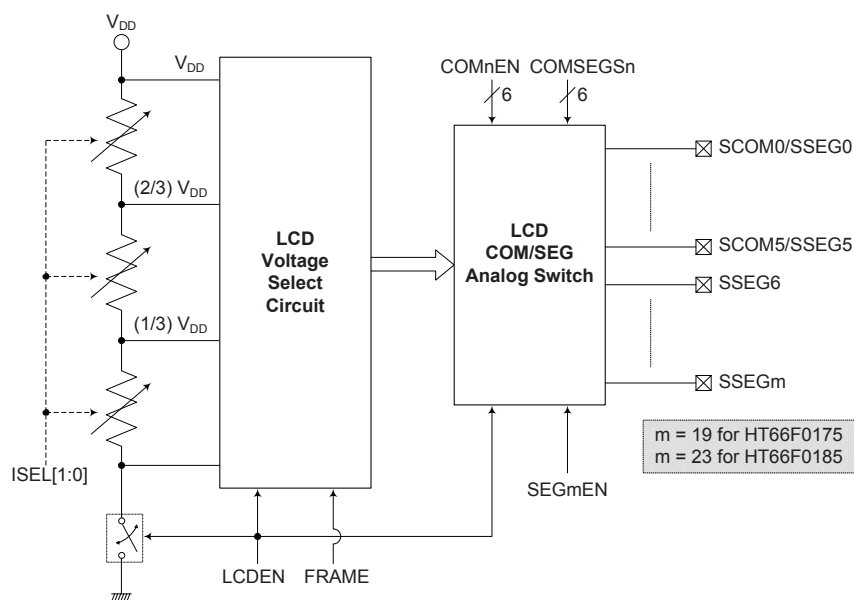 VDD
VDD
COMnEN COMSEGSn
6 6
SCOM0/SSEG0
(2/3) VDD
LCD
Voltage
Select
Circuit
LCD
COM/SEG
Analog Switch
SCOM5/SSEG5
SSEG6
(1/3) VDD
SSEGm
m = 19 for HT66F0175
m = 23 for HT66F0185
ISEL[1:0]
SEGmEN
LCDEN FRAME